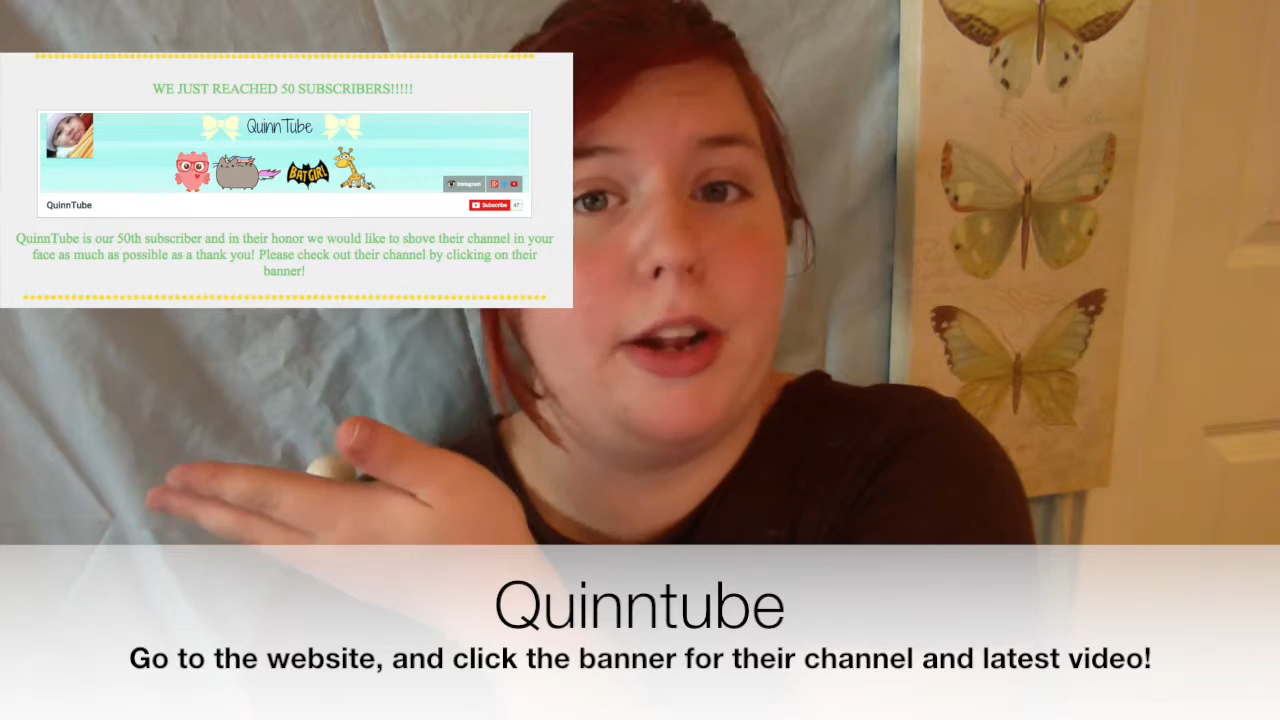 WE JUST REACHED 50 SUBSCRIBERS!!!!!
QuinnTube
BATGIRL
Instagram
QuinnTube
Subscribe 47
QuinnTube is our 50th subscriber and in their honor we would like to shove their channel in your
face as much as possible as a thank you! Please check out their channel by clicking on their
banner!
Quinntube
Go to the website, and click the banner for their channel and latest video!